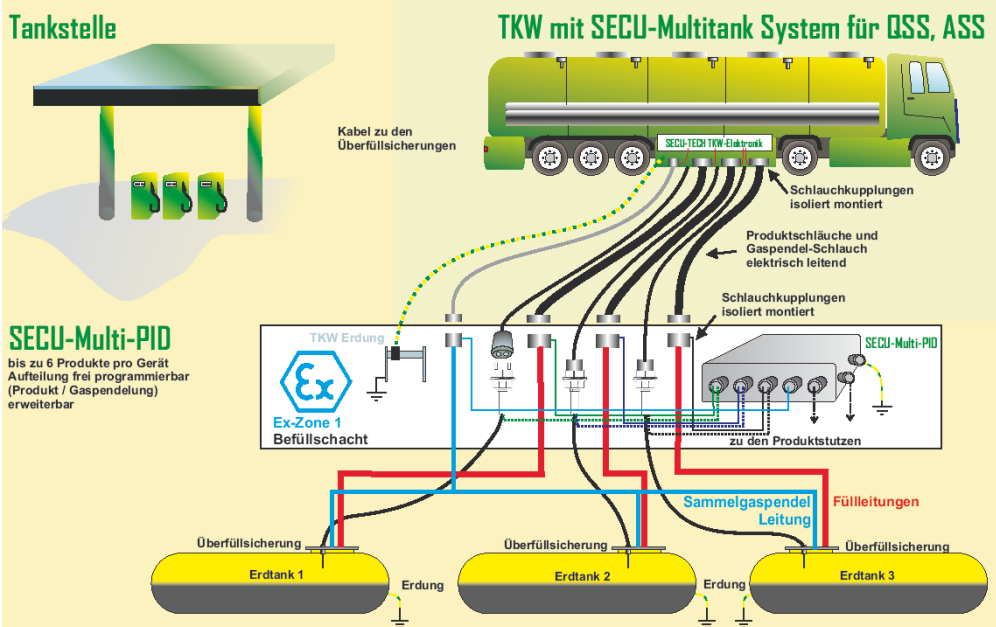 Tankstelle
TKW mit SECU-Multitank System für QSS, ASS
Kabel zu den
Überfüllsicherungen
SECU-TECH TKW-Elektronik
Schlauchkupplungen
isoliert montiert
Produktschläuche und
Gaspendel-Schlauch
elektrisch leitend
Schlauchkupplungen
isoliert montiert
SECU-Multi-PID
bis zu 6 Produkte pro Gerät
Aufteilung frei programmierbar
(Produkt / Gaspendelung)
erweiterbar
TKW Erdung
SECU-Multi-PID
Ex
Ex-Zone 1
Befüllschacht
zu den Produktstutzen
Sammelgaspendel
Leitung
Füllleitungen
Überfüllsicherung
Erdtank 1
Erdung
Überfüllsicherung
Erdtank 2
Erdung
Überfüllsicherung
Erdtank 3